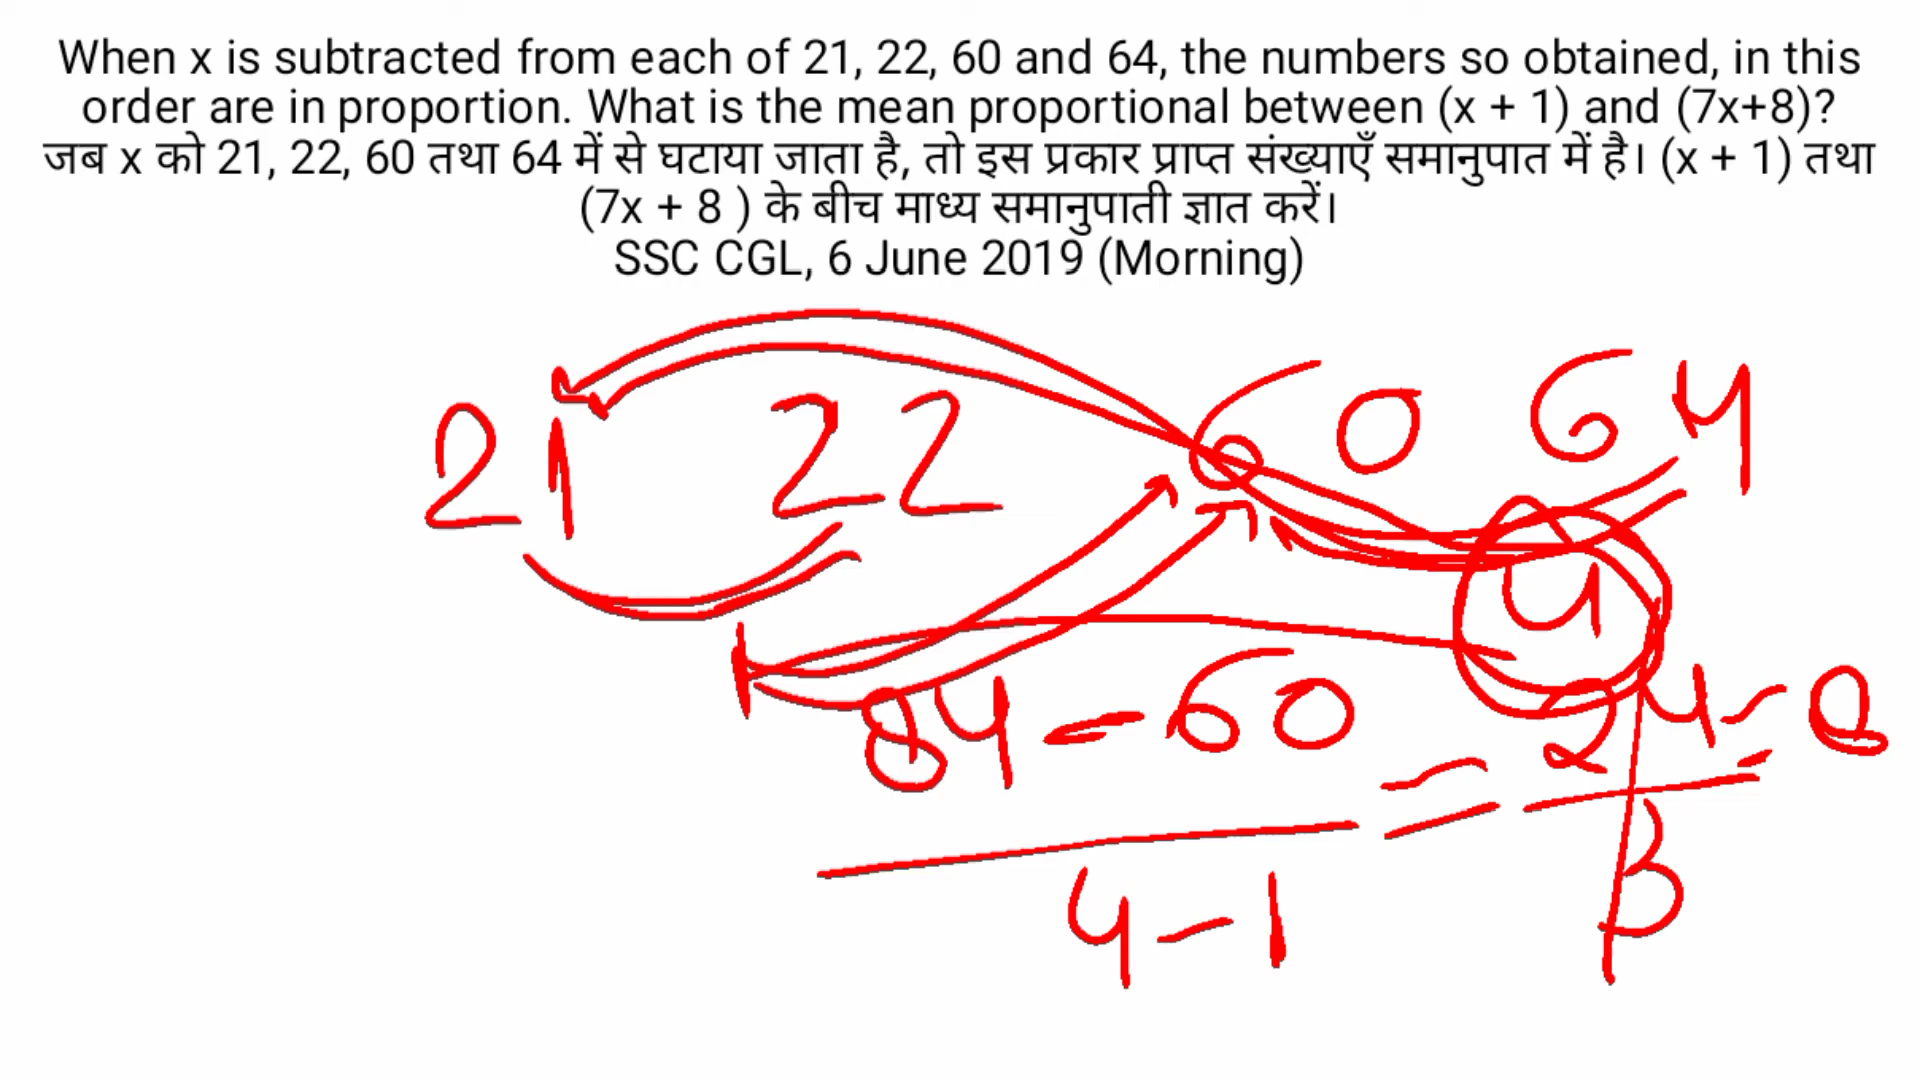 When x is subtracted from each of 21, 22, 60 and 64, the numbers so obtained, in this
order are in proportion. What is the mean proportional between (x + 1) and (7x+8)?
जब x को 21, 22, 60 तथा 64 में से घटाया जाता है, तो इस प्रकार प्राप्त संख्याएँ समानुपात में है। (x + 1) तथा
(7x + 8 ) के बीच माध्य समानुपाती ज्ञात करें।
SSC CGL, 6 June 2019 (Morning)
21 22 60 64
1 4
84 - 60 = 24 - 8
4 - 1 3